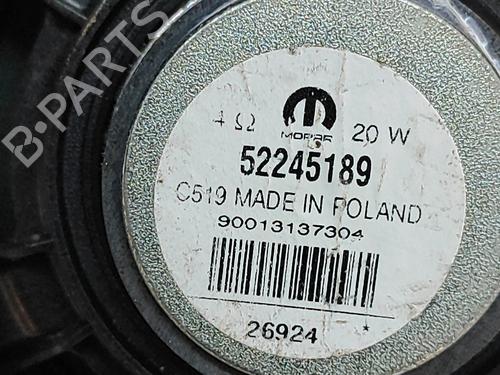 B-PARTS
4 Ω MOPAR 20 W
52245189
C519 MADE IN POLAND
90013137304
26924 *